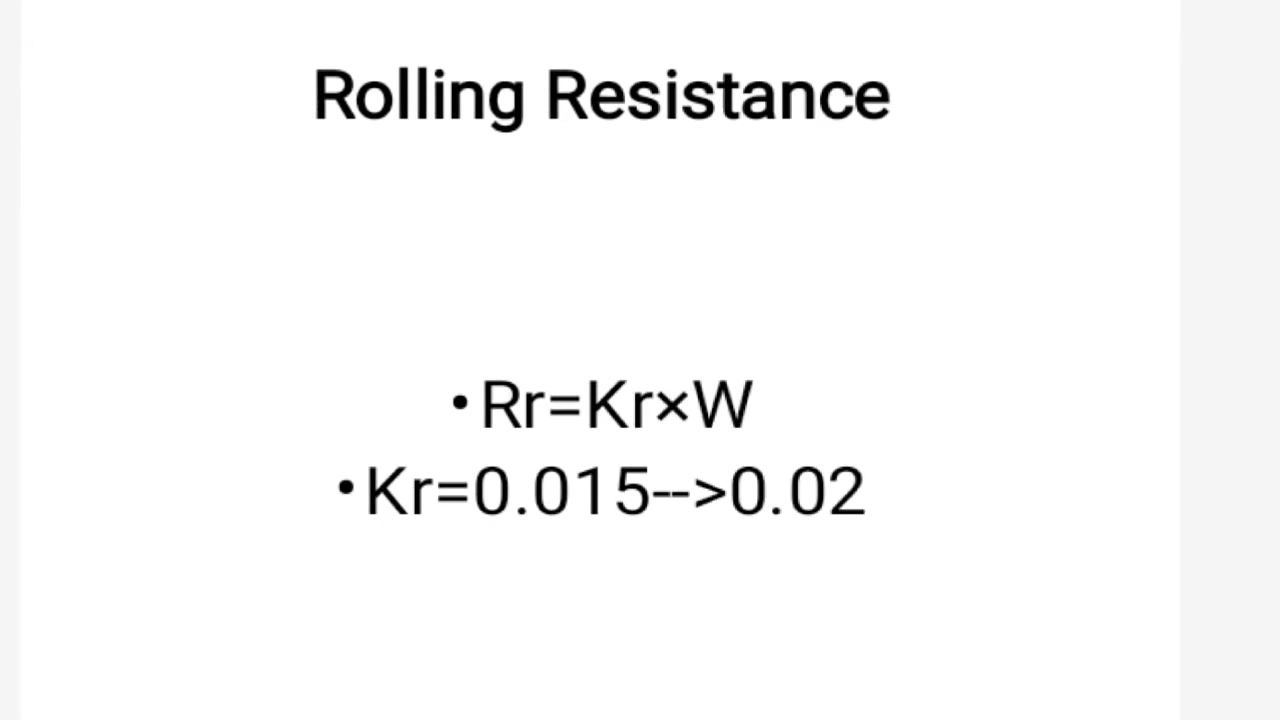 Rolling Resistance
•Rr=Kr×W
•Kr=0.015-->0.02